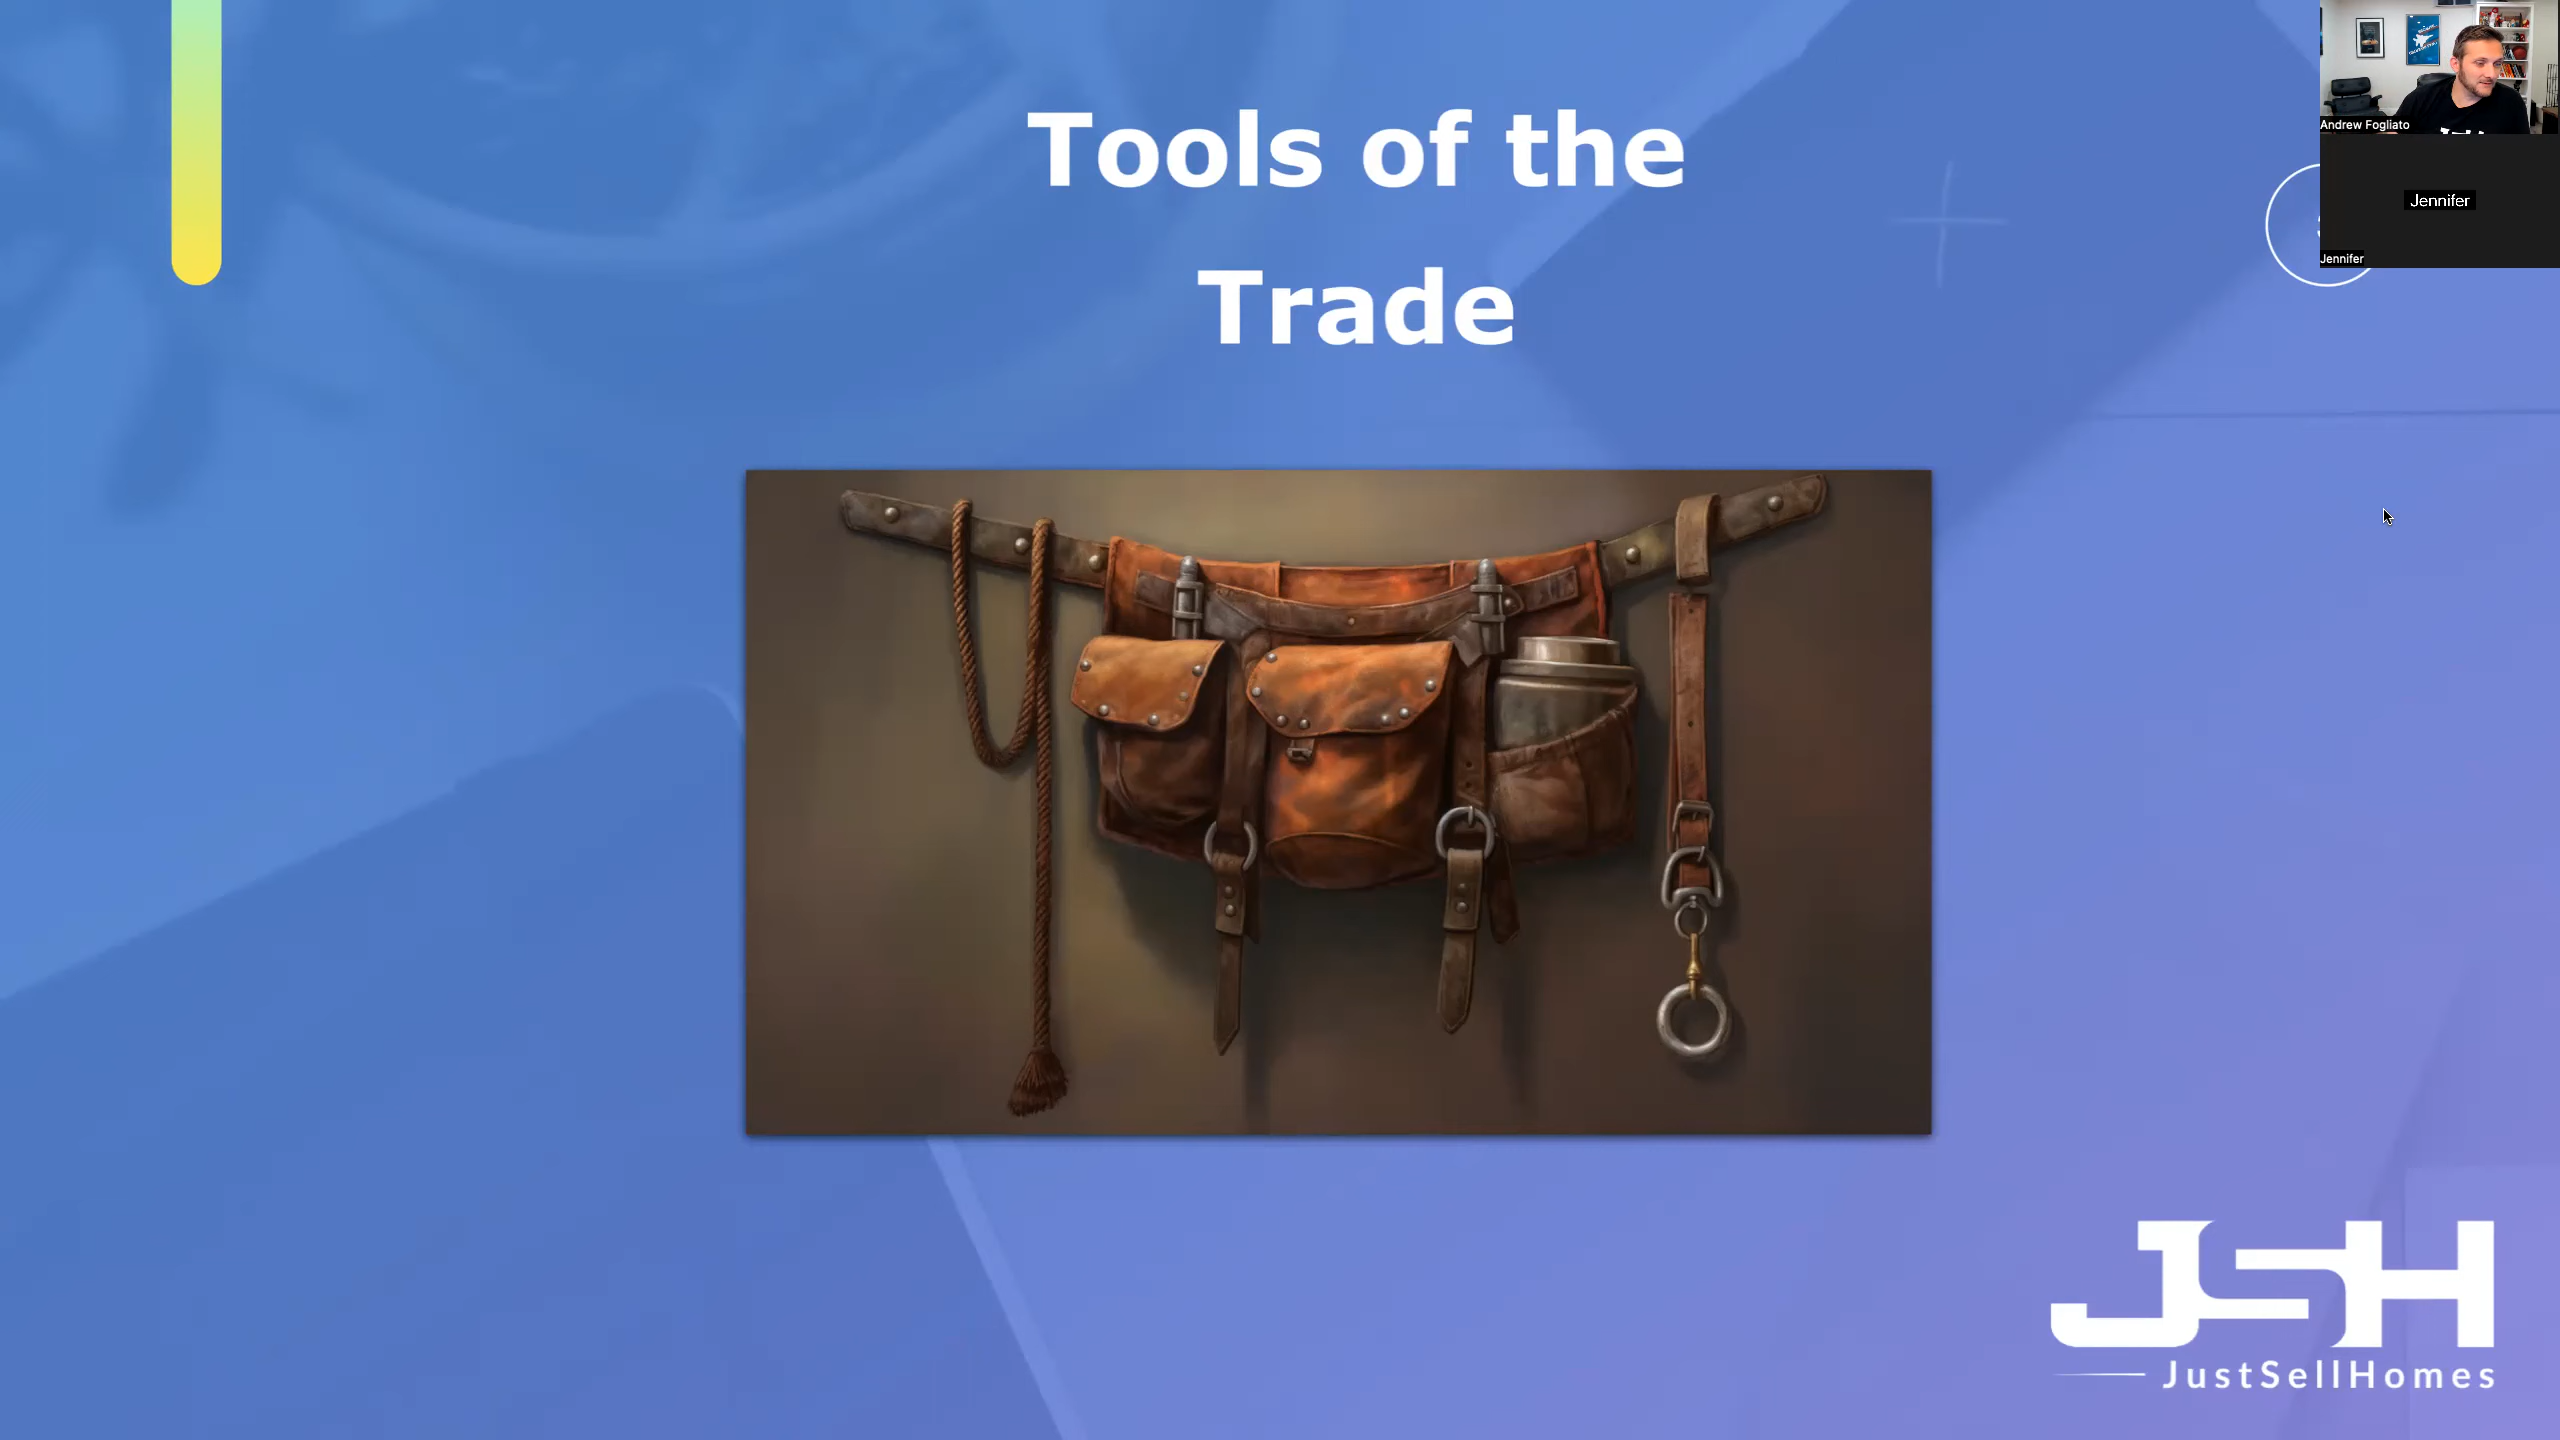 Tools of the
Trade
Andrew Fogliato
Jennifer
Jennifer
JSH
JustSellHomes